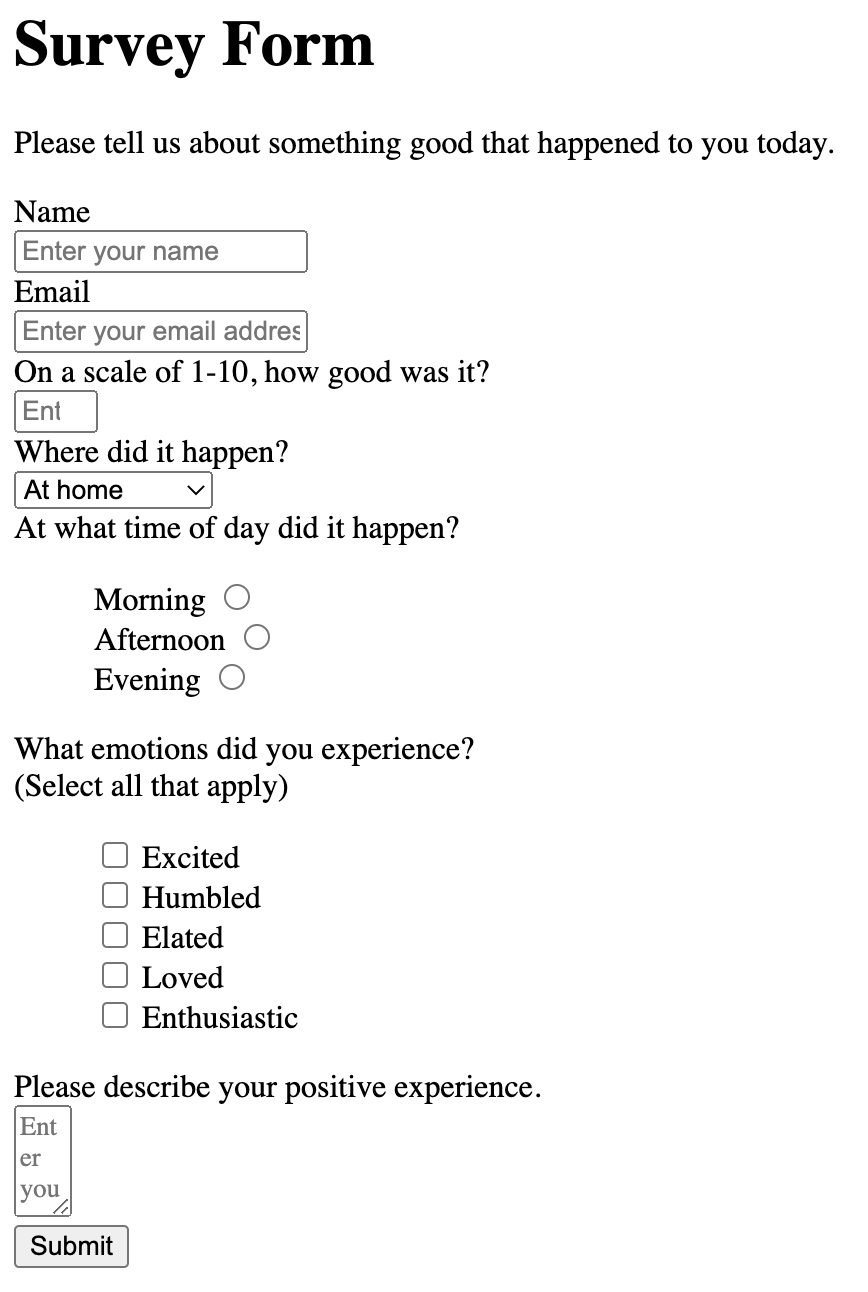 Survey Form
Please tell us about something good that happened to you today.
Name
Enter your name
Email
Enter your email addres
On a scale of 1-10, how good was it?
Ent
Where did it happen?
At home
At what time of day did it happen?
Morning
Afternoon
Evening
What emotions did you experience?
(Select all that apply)
Excited
Humbled
Elated
Loved
Enthusiastic
Please describe your positive experience.
Ent
er
you
Submit